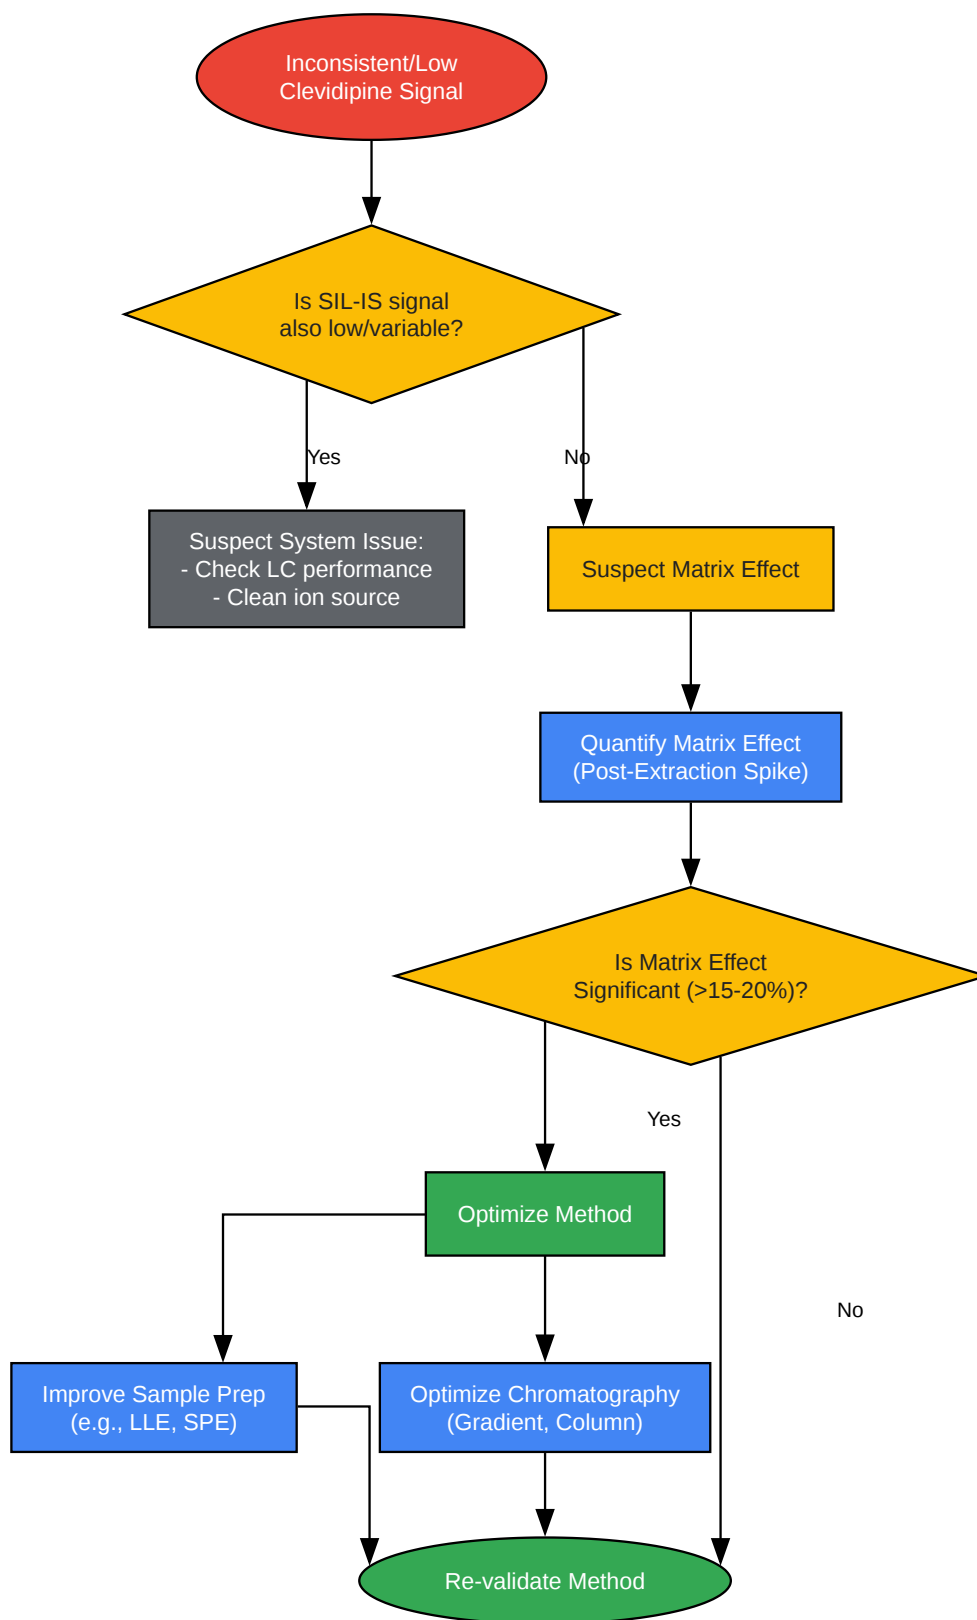 Inconsistent/Low
Clevidipine Signal
Is SIL-IS signal
also low/variable?
Yes
No
Suspect System Issue:
- Check LC performance
- Clean ion source
Suspect Matrix Effect
Quantify Matrix Effect
(Post-Extraction Spike)
Is Matrix Effect
Significant (>15-20%)?
Yes
Optimize Method
No
Improve Sample Prep
(e.g., LLE, SPE)
Optimize Chromatography
(Gradient, Column)
Re-validate Method